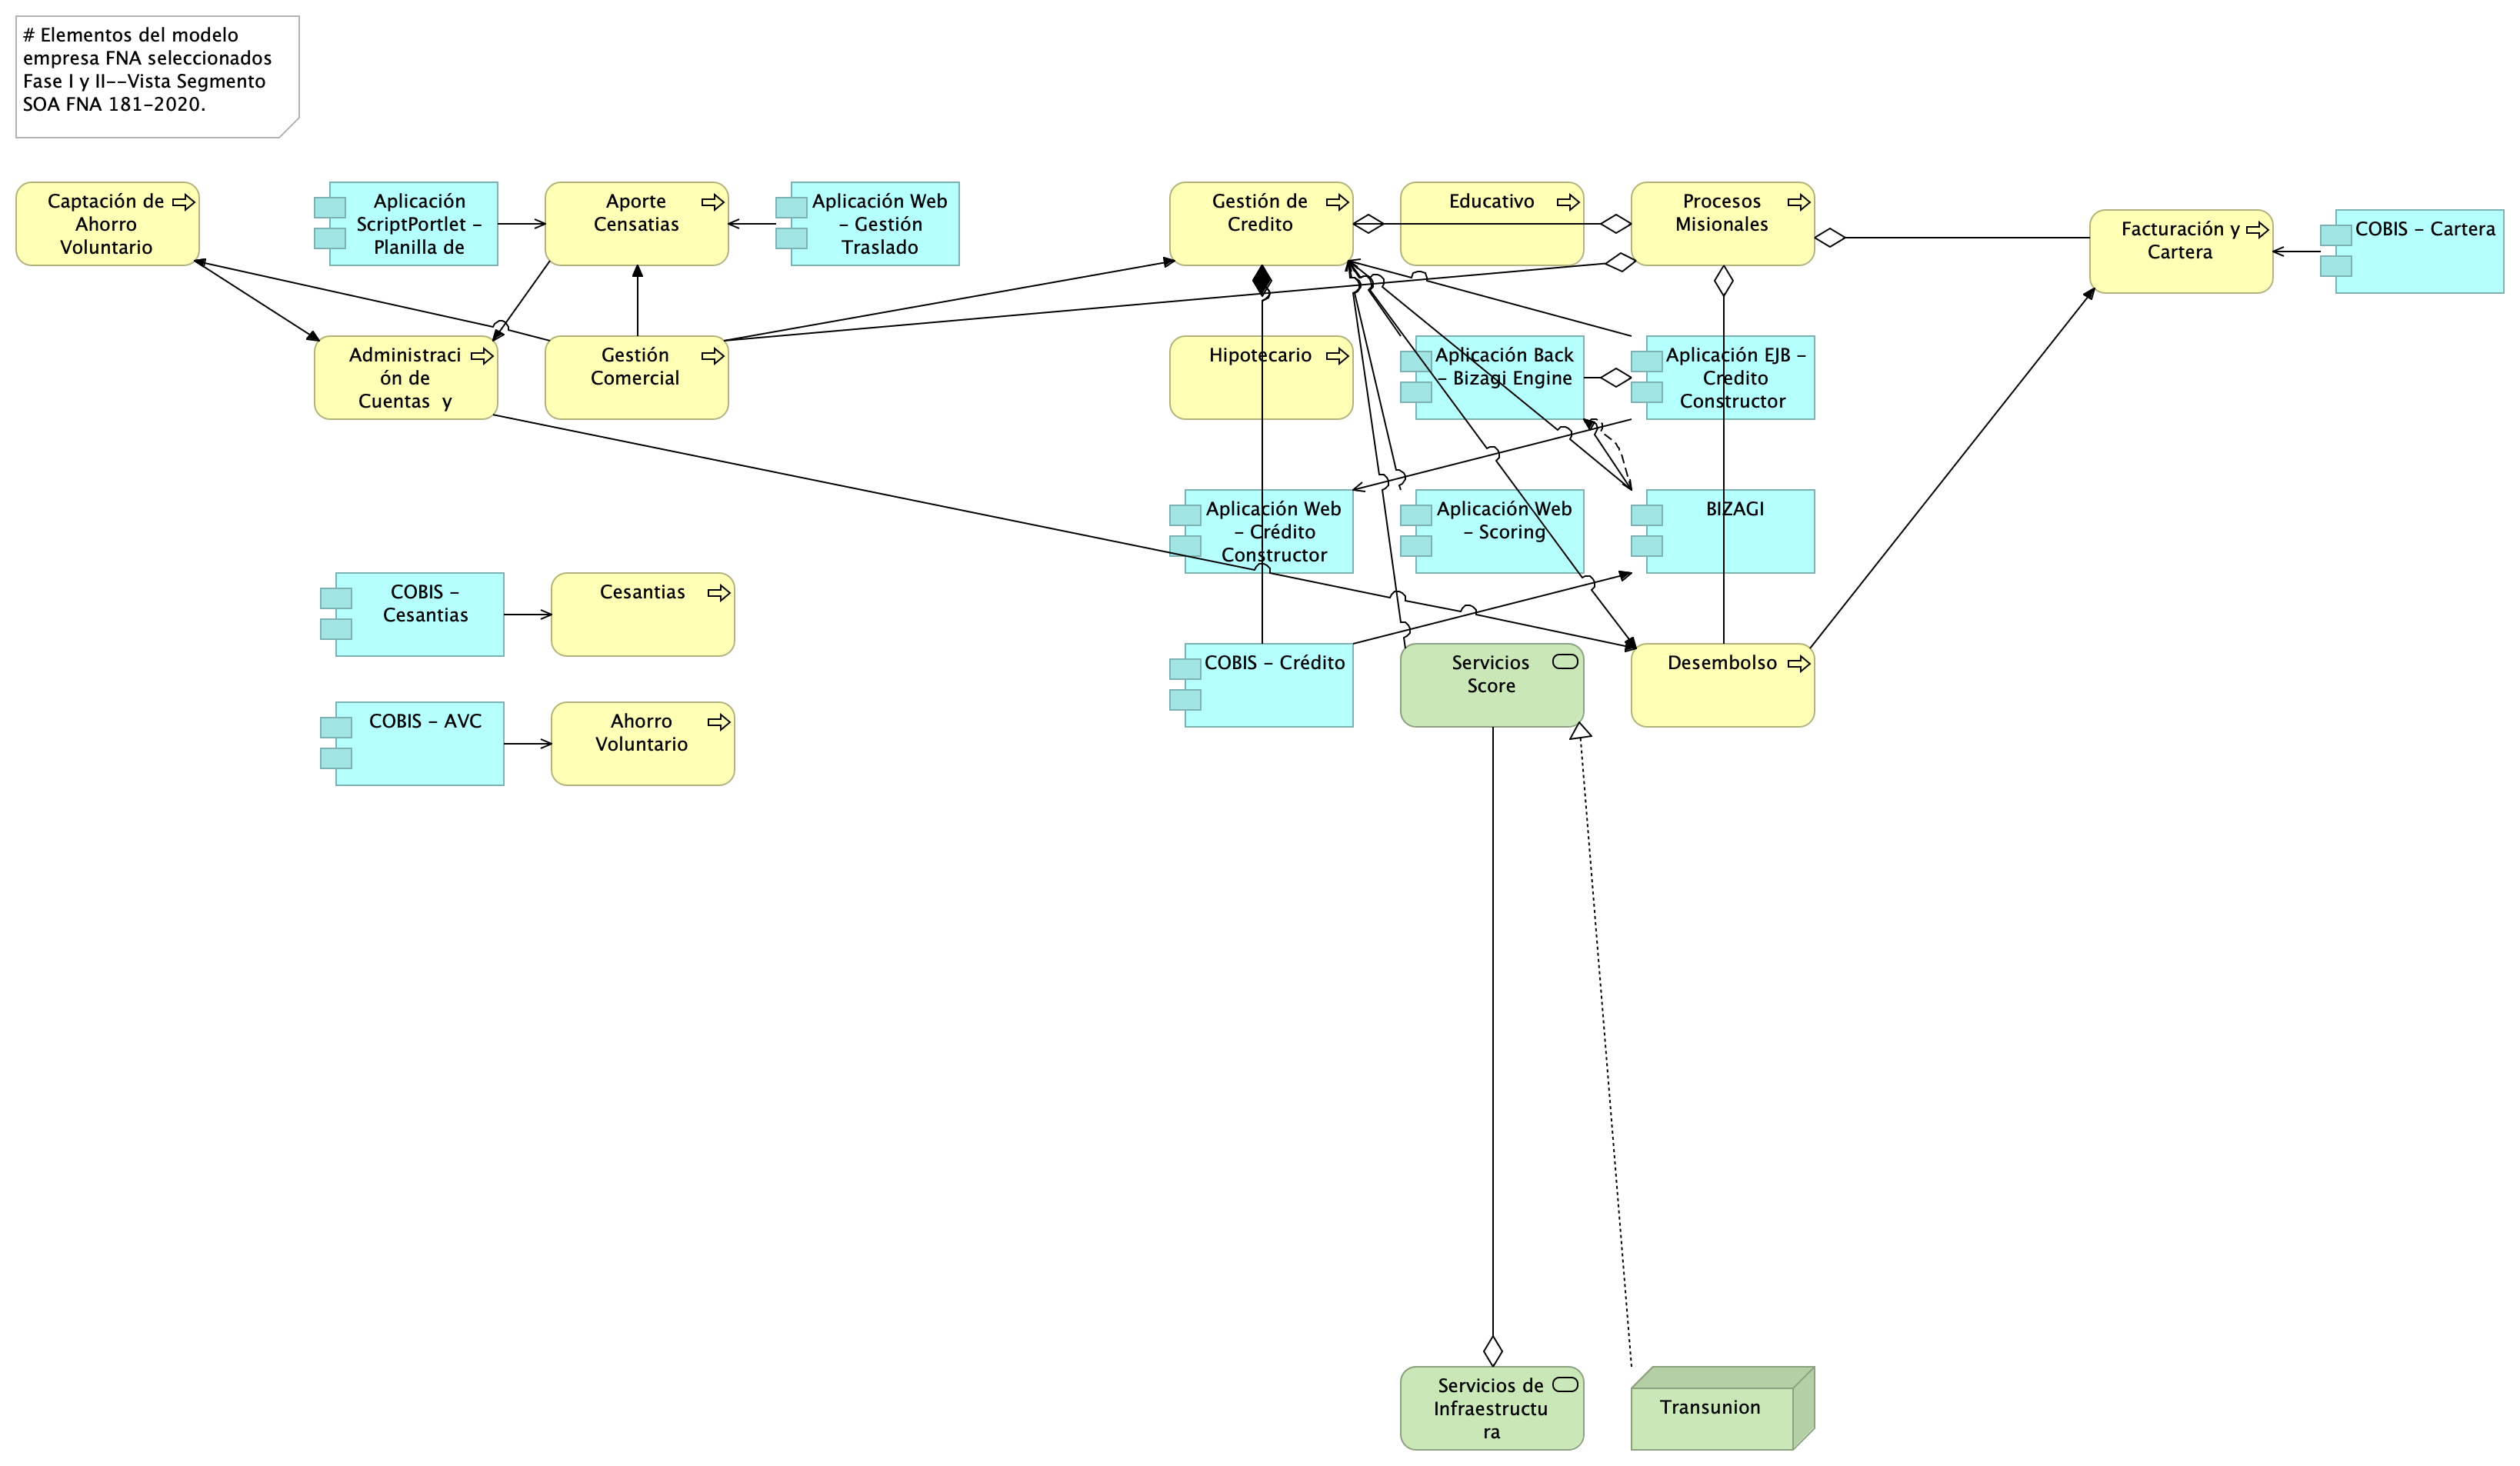 # Elementos del modelo
empresa FNA seleccionados
Fase I y II--Vista Segmento
SOA FNA 181-2020.
Captación de
Ahorro
Voluntario
Aplicación
ScriptPortlet -
Planilla de
Aporte
Censatias
Aplicación Web
- Gestión
Traslado
Gestión de
Credito
Educativo
Procesos
Misionales
Facturación y
Cartera
COBIS - Cartera
Administraci
ón de
Cuentas y
Gestión
Comercial
Hipotecario
Aplicación Back
- Bizagi Engine
Aplicación EJB -
Credito
Constructor
Aplicación Web
- Crédito
Constructor
Aplicación Web
- Scoring
BIZAGI
COBIS -
Cesantias
Cesantias
COBIS - Crédito
Servicios
Score
Desembolso
COBIS - AVC
Ahorro
Voluntario
Servicios de
Infraestructu
ra
Transunion